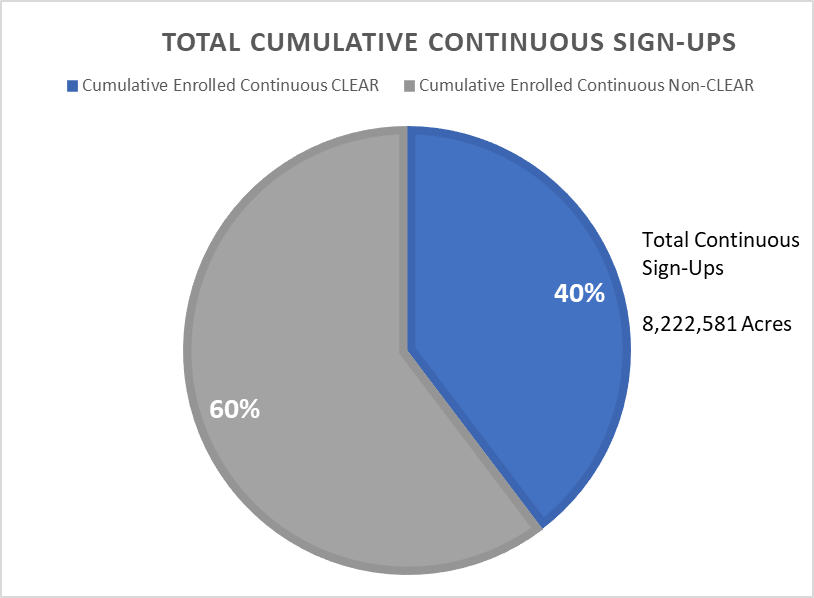 TOTAL CUMULATIVE CONTINUOUS SIGN-UPS
Cumulative Enrolled Continuous CLEAR
Cumulative Enrolled Continuous Non-CLEAR
Total Continuous
Sign-Ups
40%
8,222,581 Acres
60%